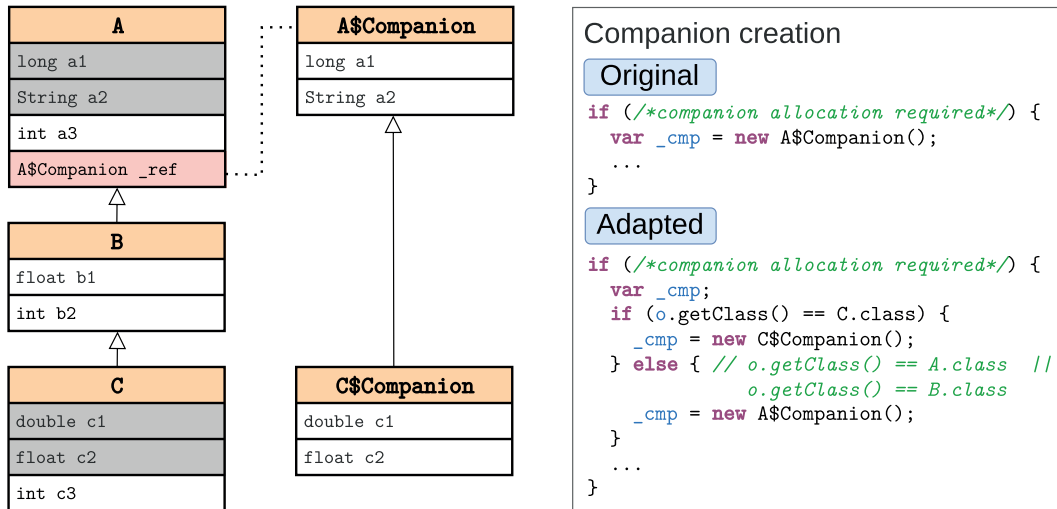 A
long a1
String a2
int a3
A$Companion _ref
B
float b1
int b2
C
double c1
float c2
int c3
A$Companion
long a1
String a2
C$Companion
double c1
float c2
Companion creation
Original
if (/*companion allocation required*/) {
var _cmp = new A$Companion();
...
}
Adapted
if (/*companion allocation required*/) {
var _cmp;
if (o.getClass() == C.class) {
_cmp = new C$Companion();
} else { // o.getClass() == A.class ||
o.getClass() == B.class
_cmp = new A$Companion();
}
...
}